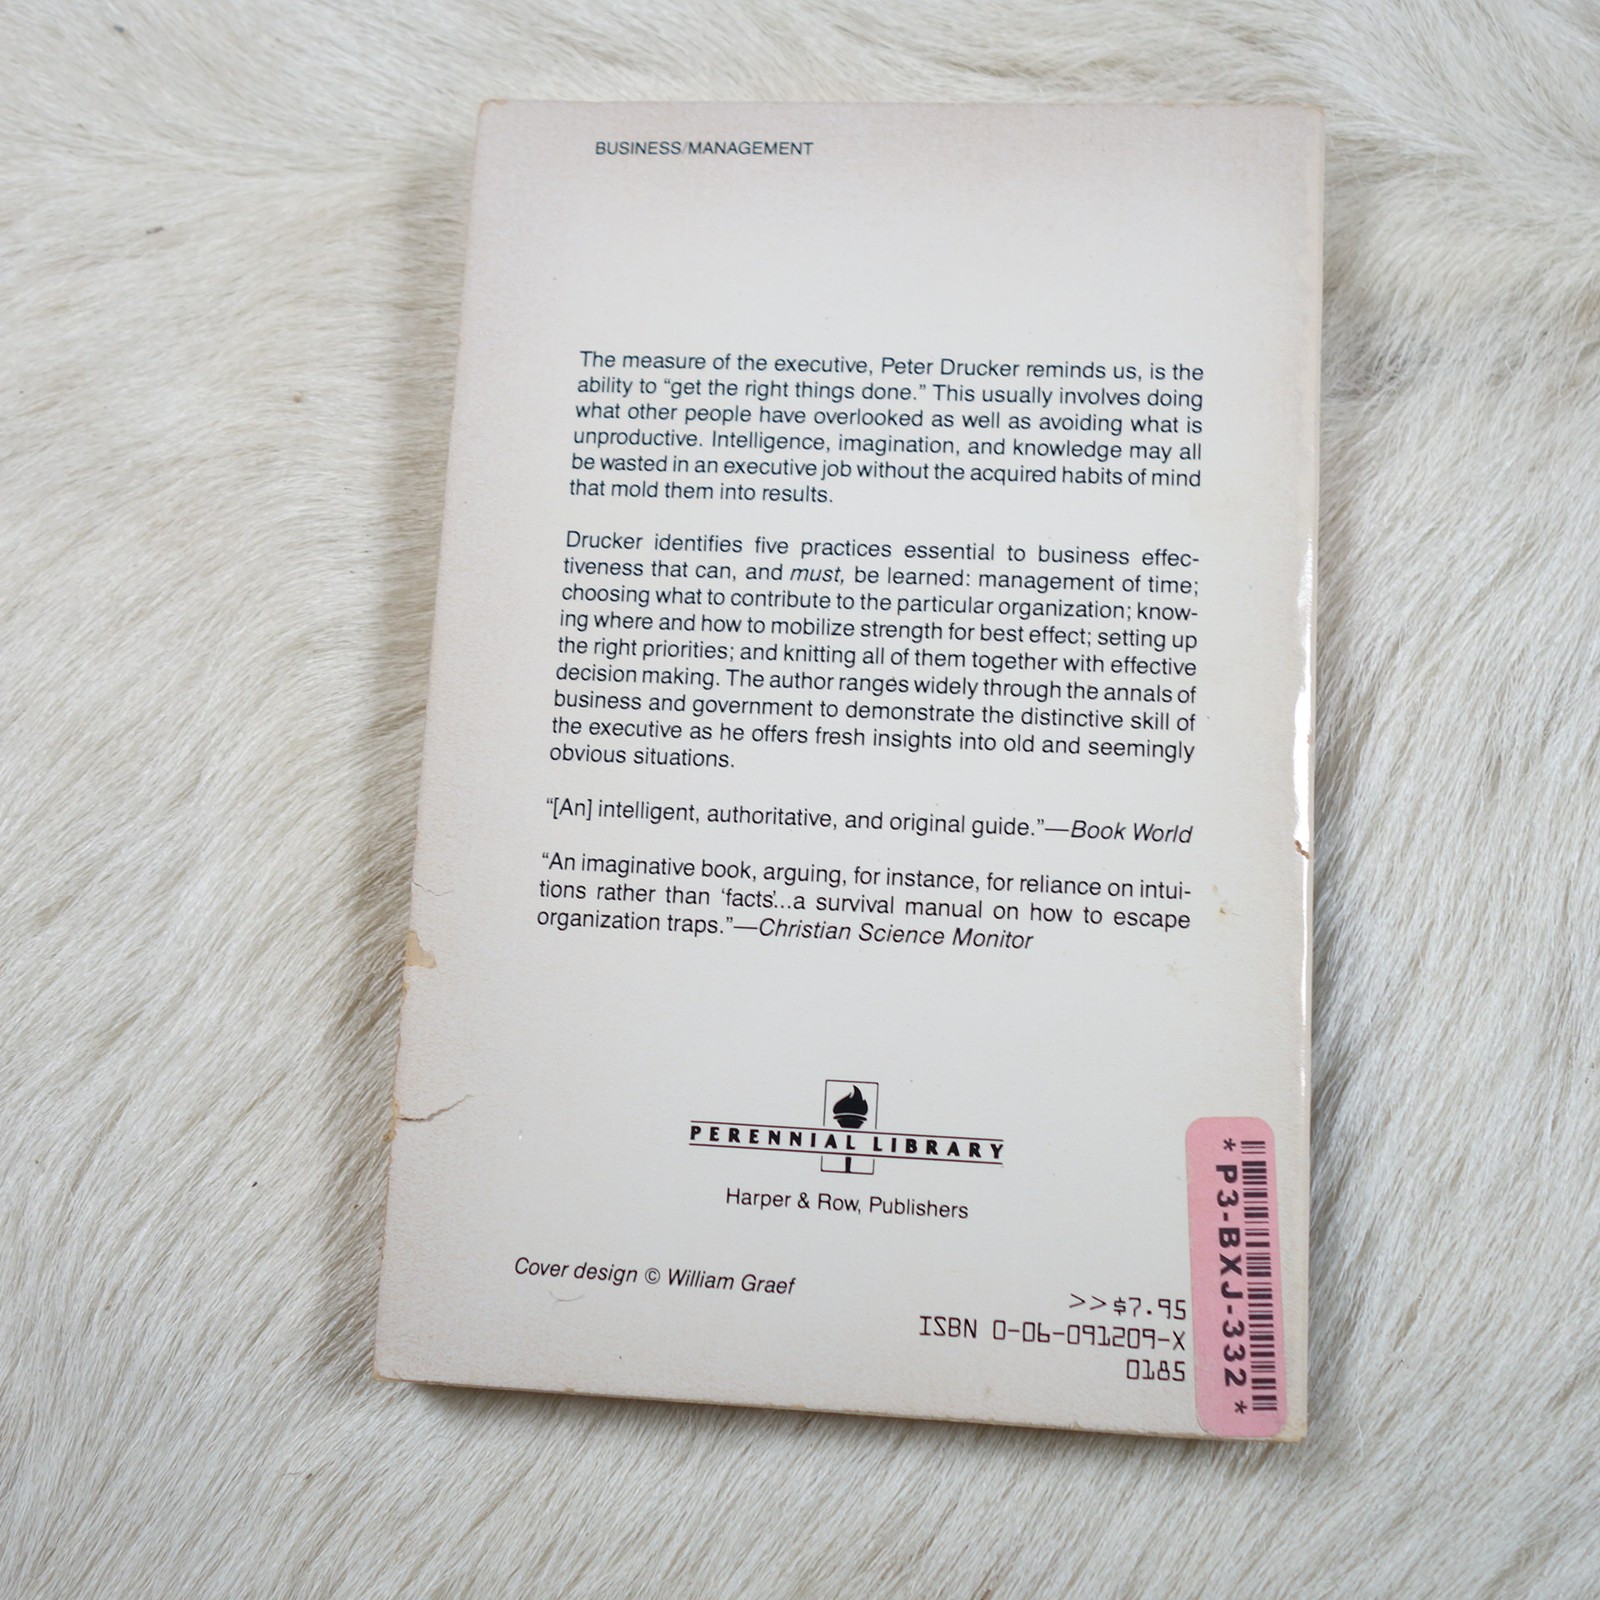 BUSINESS/MANAGEMENT
The measure of the executive, Peter Drucker reminds us, is the
ability to “get the right things done.” This usually involves doing
what other people have overlooked as well as avoiding what is
unproductive. Intelligence, imagination, and knowledge may all
be wasted in an executive job without the acquired habits of mind
that mold them into results.
Drucker identifies five practices essential to business effec-
tiveness that can, and must, be learned: management of time;
choosing what to contribute to the particular organization; know-
ing where and how to mobilize strength for best effect; setting up
the right priorities; and knitting all of them together with effective
decision making. The author ranges widely through the annals of
business and government to demonstrate the distinctive skill of
the executive as he offers fresh insights into old and seemingly
obvious situations.
“[An] intelligent, authoritative, and original guide.”—Book World
“An imaginative book, arguing, for instance, for reliance on intui-
tions rather than ‘facts’...a survival manual on how to escape
organization traps.”—Christian Science Monitor
PERENNIAL LIBRARY
Harper & Row, Publishers
Cover design © William Graef
>>$7.95
ISBN 0-06-091209-X
0185
*P3-BXJ-332*